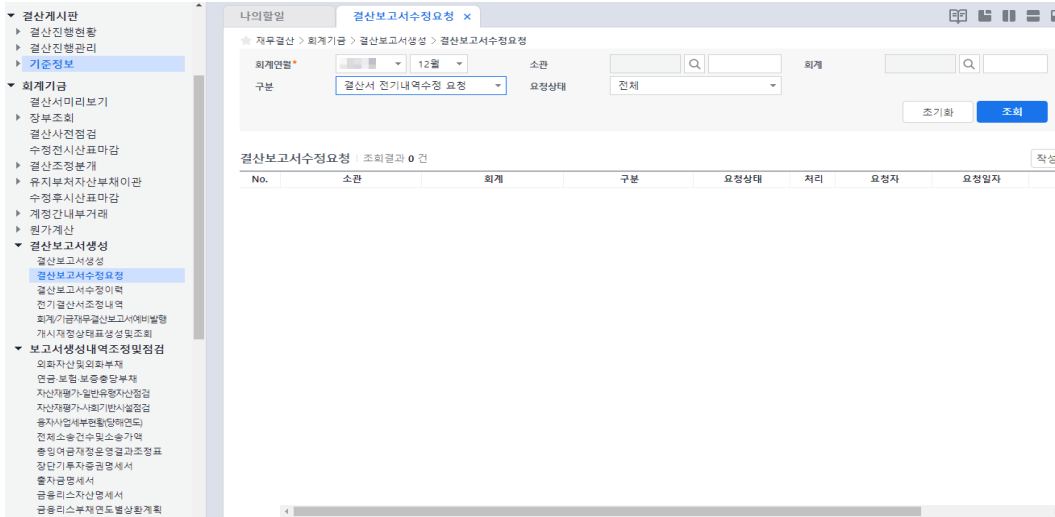 결산게시판
결산진행현황
결산진행관리
기준정보
회계기금
결산서미리보기
장부조회
결산사전점검
수정전시산표마감
결산조정분개
유지부처자산부채이관
수정후시산표마감
계정간내부거래
원가계산
결산보고서생성
결산보고서생성
결산보고서수정요청
결산보고서수정이력
전기결산서조정내역
회계/기금재무결산보고서예비발행
개시재정상태표생성및조회
보고서생성내역조정및점검
외화자산및외화부채
연금·보험·보증충당부채
자산재평가-일반유형자산점검
자산재평가-사회기반시설점검
융자사업세부현황(당해연도)
전체소송건수및소송가액
총잉여금재정운영결과조정표
장단기투자증권명세서
출자금명세서
금융리스자산명세서
금융리스부채연도별상환계획
나의할일 결산보고서수정요청 ×
재무결산 > 회계기금 > 결산보고서생성 > 결산보고서수정요청
회계연월* 12월 소관 회계
구분 결산서 전기내역수정 요청 요청상태 전체
초기화 조회
결산보고서수정요청 조회결과 0 건 작성
No. 소관 회계 구분 요청상태 처리 요청자 요청일자